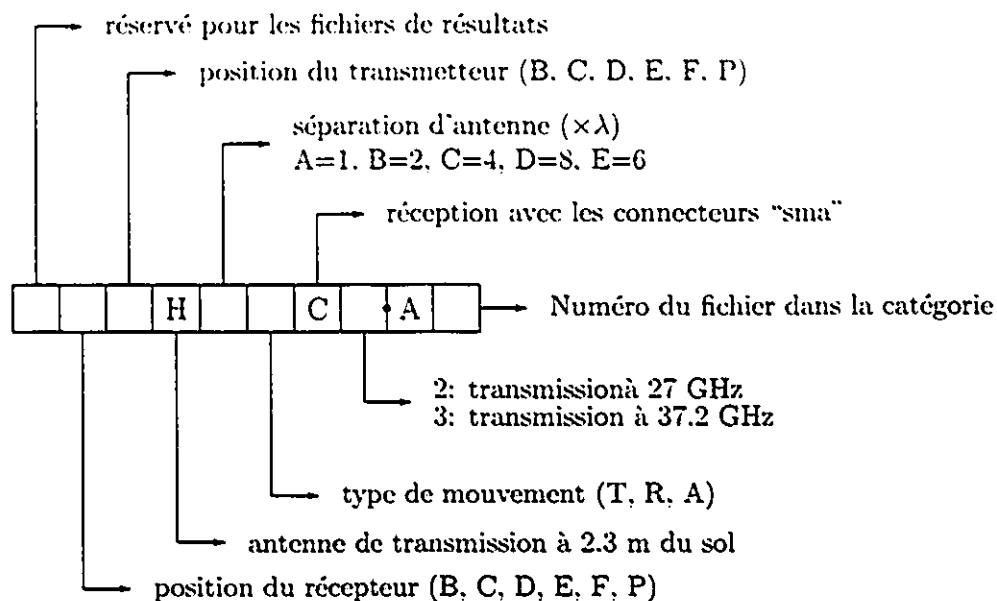 réservé pour les fichiers de résultats
position du transmetteur (B. C. D. E. F. P)
séparation d'antenne (×λ)
A=1. B=2, C=4, D=8, E=6
réception avec les connecteurs "sma"
H C . A
Numéro du fichier dans la catégorie
2: transmissionà 27 GHz
3: transmission à 37.2 GHz
type de mouvement (T, R, A)
antenne de transmission à 2.3 m du sol
position du récepteur (B, C, D, E, F, P)